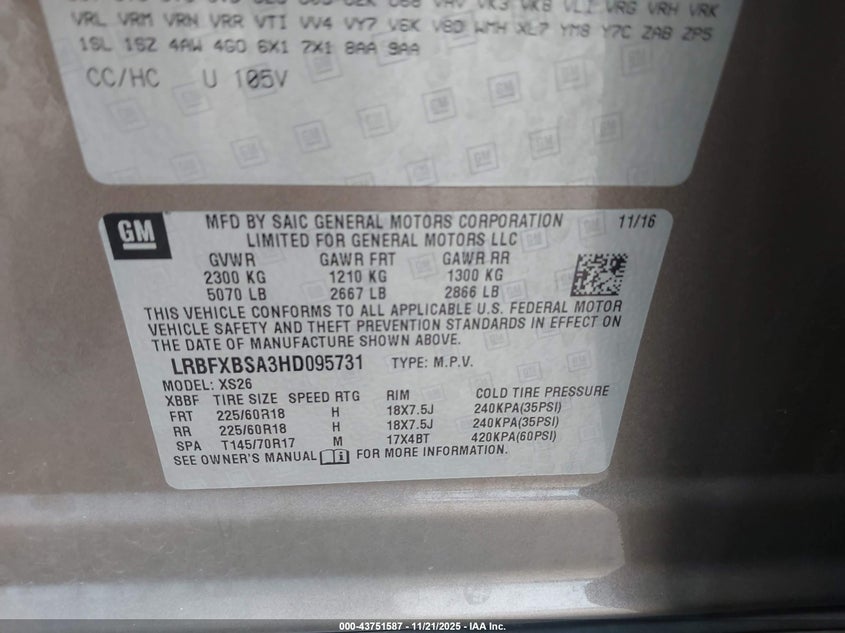 VRL VRM VRN VRR VTI VV4 VY7 V6K V8D WMH XL7 YM8 Y7C ZAB ZP5
1SL 1SZ 4AW 4G0 6X1 7X1 8AA 9AA
CC/HC U 105V
GM
MFD BY SAIC GENERAL MOTORS CORPORATION 11/16
LIMITED FOR GENERAL MOTORS LLC
GVWR GAWR FRT GAWR RR
2300 KG 1210 KG 1300 KG
5070 LB 2667 LB 2866 LB
THIS VEHICLE CONFORMS TO ALL APPLICABLE U.S. FEDERAL MOTOR
VEHICLE SAFETY AND THEFT PREVENTION STANDARDS IN EFFECT ON
THE DATE OF MANUFACTURE SHOWN ABOVE.
LRBFXBSA3HD095731 TYPE: M.P.V.
MODEL: XS26
XBBF TIRE SIZE SPEED RTG RIM COLD TIRE PRESSURE
FRT 225/60R18 H 18X7.5J 240KPA(35PSI)
RR 225/60R18 H 18X7.5J 240KPA(35PSI)
SPA T145/70R17 M 17X4BT 420KPA(60PSI)
SEE OWNER'S MANUAL FOR MORE INFORMATION.
000-43751587 - 11/21/2025 - IAA Inc.